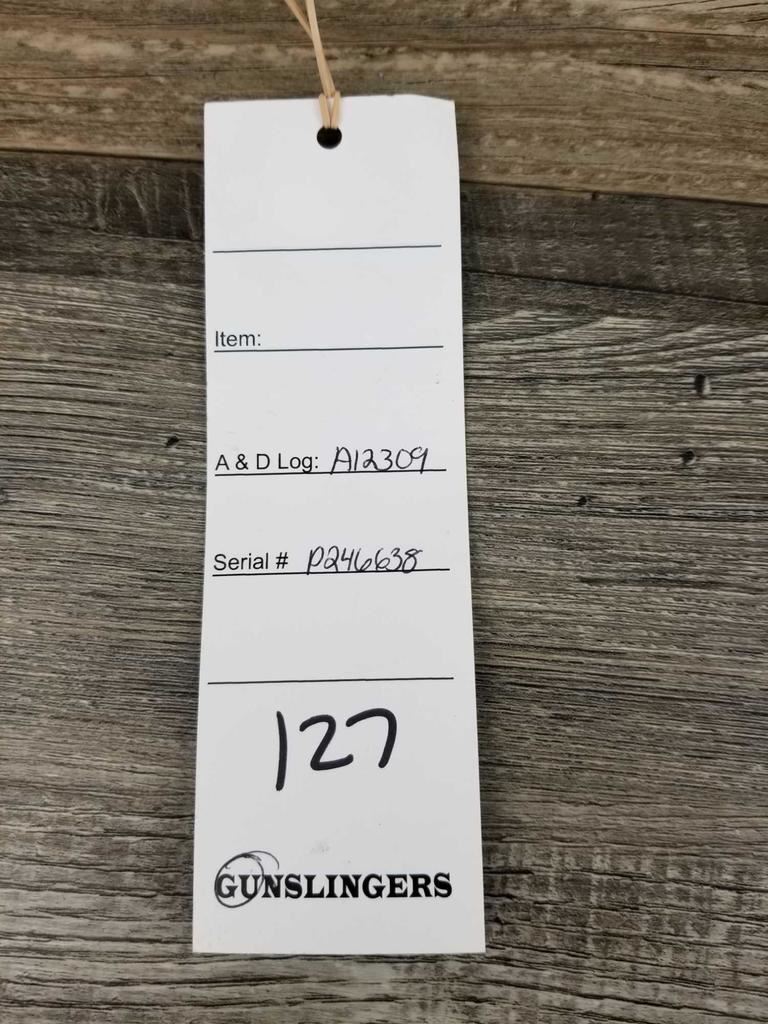 Item:
A & D Log: A12309
Serial # P246638
127
GUNSLINGERS